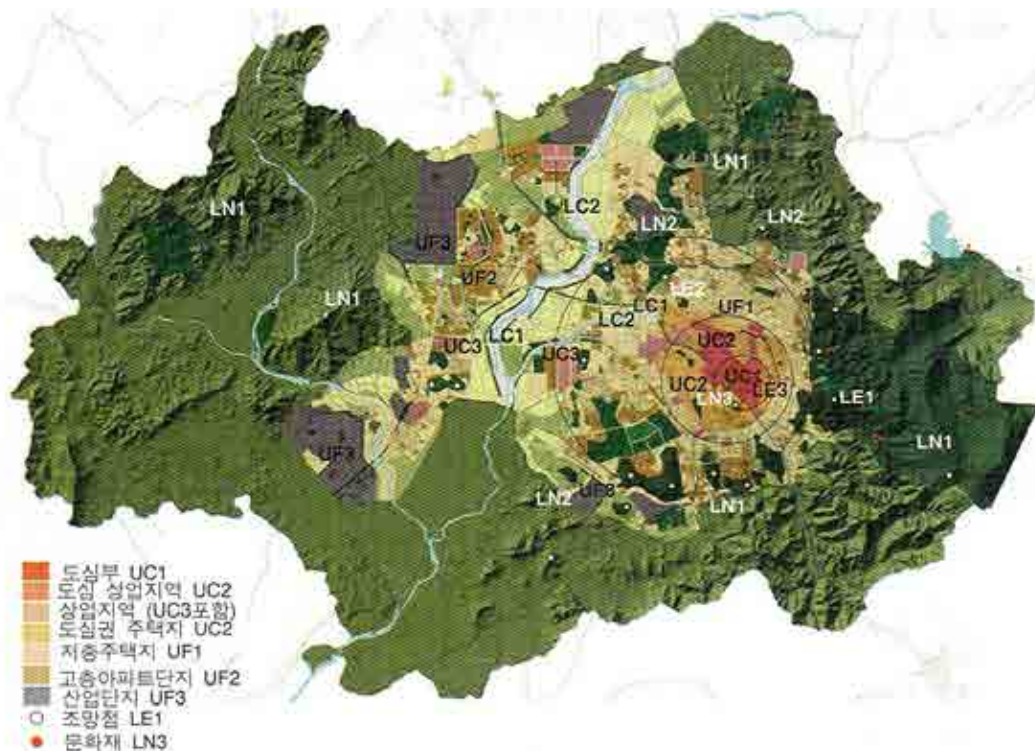 LN1
LN1
LN2
LC2
LN2
UF3
UF2
LE2
LN1
LC1
UF1
LC2
LC1
UC3
UC3
UC2
UC2
LE3
LN3
LE1
LN1
UF3
LN2
UF3
LN1
도심부 UC1
도심 상업지역 UC2
상업지역 (UC3포함)
도심권 주택지 UC2
저층주택지 UF1
고층아파트단지 UF2
산업단지 UF3
조망점 LE1
문화재 LN3